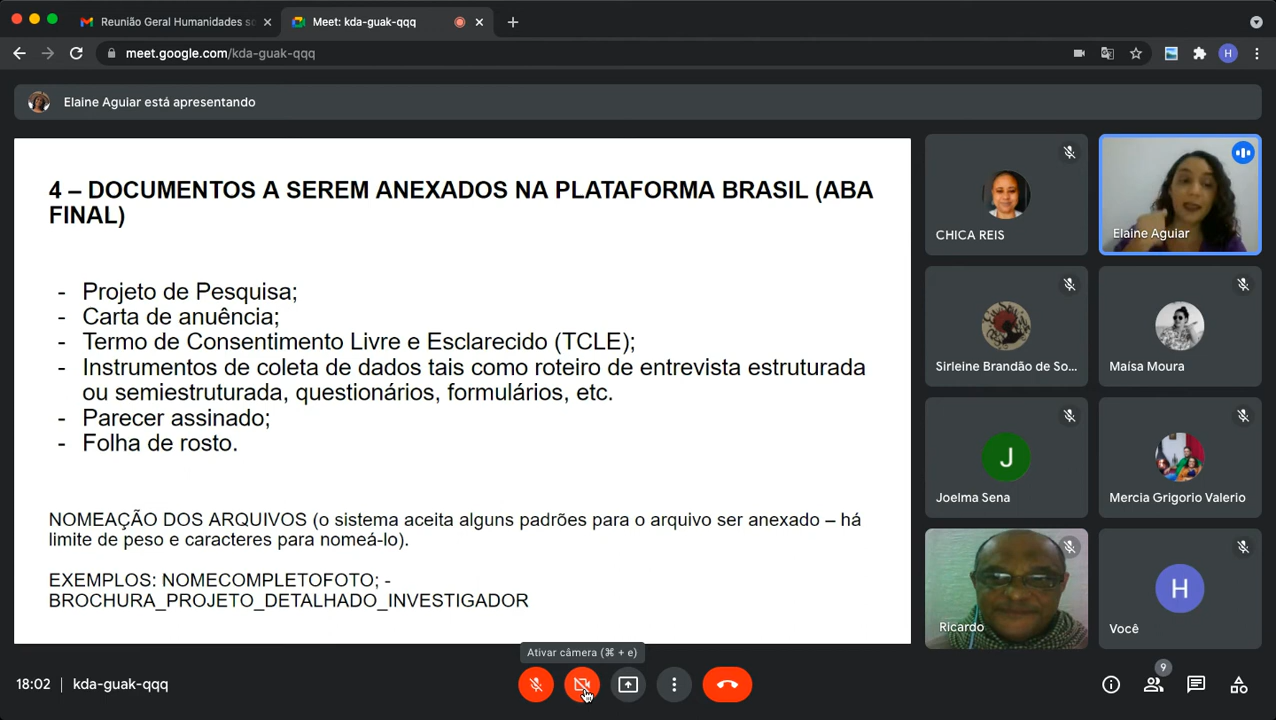 Reunião Geral Humanidades so
Meet: kda-guak-qqq
meet.google.com/kda-guak-qqq
H
Elaine Aguiar está apresentando
4 – DOCUMENTOS A SEREM ANEXADOS NA PLATAFORMA BRASIL (ABA
FINAL)
- Projeto de Pesquisa;
- Carta de anuência;
- Termo de Consentimento Livre e Esclarecido (TCLE);
- Instrumentos de coleta de dados tais como roteiro de entrevista estruturada
ou semiestruturada, questionários, formulários, etc.
- Parecer assinado;
- Folha de rosto.
NOMEAÇÃO DOS ARQUIVOS (o sistema aceita alguns padrões para o arquivo ser anexado – há
limite de peso e caracteres para nomeá-lo).
EXEMPLOS: NOMECOMPLETOFOTO; -
BROCHURA_PROJETO_DETALHADO_INVESTIGADOR
CHICA REIS
Elaine Aguiar
Sirleine Brandão de So...
Maísa Moura
J
Joelma Sena
Mercia Grigorio Valerio
Ricardo
H
Você
Ativar câmera (⌘ + e)
18:02 | kda-guak-qqq
9